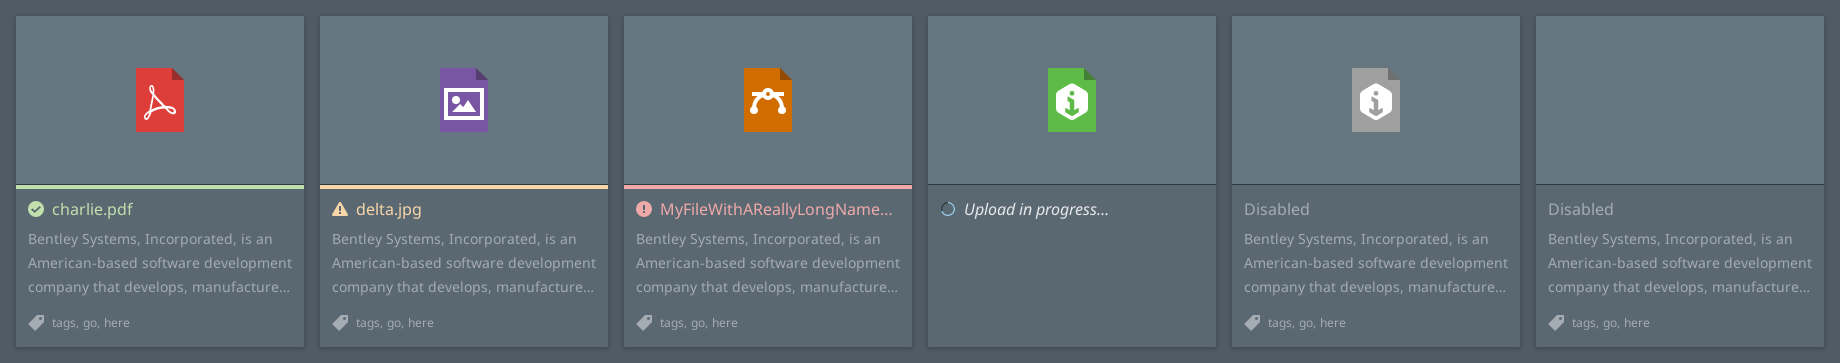 charlie.pdf
Bentley Systems, Incorporated, is an
American-based software development
company that develops, manufacture...
tags, go, here
delta.jpg
Bentley Systems, Incorporated, is an
American-based software development
company that develops, manufacture...
tags, go, here
MyFileWithAReallyLongName...
Bentley Systems, Incorporated, is an
American-based software development
company that develops, manufacture...
tags, go, here
Upload in progress...
Disabled
Bentley Systems, Incorporated, is an
American-based software development
company that develops, manufacture...
tags, go, here
Disabled
Bentley Systems, Incorporated, is an
American-based software development
company that develops, manufacture...
tags, go, here